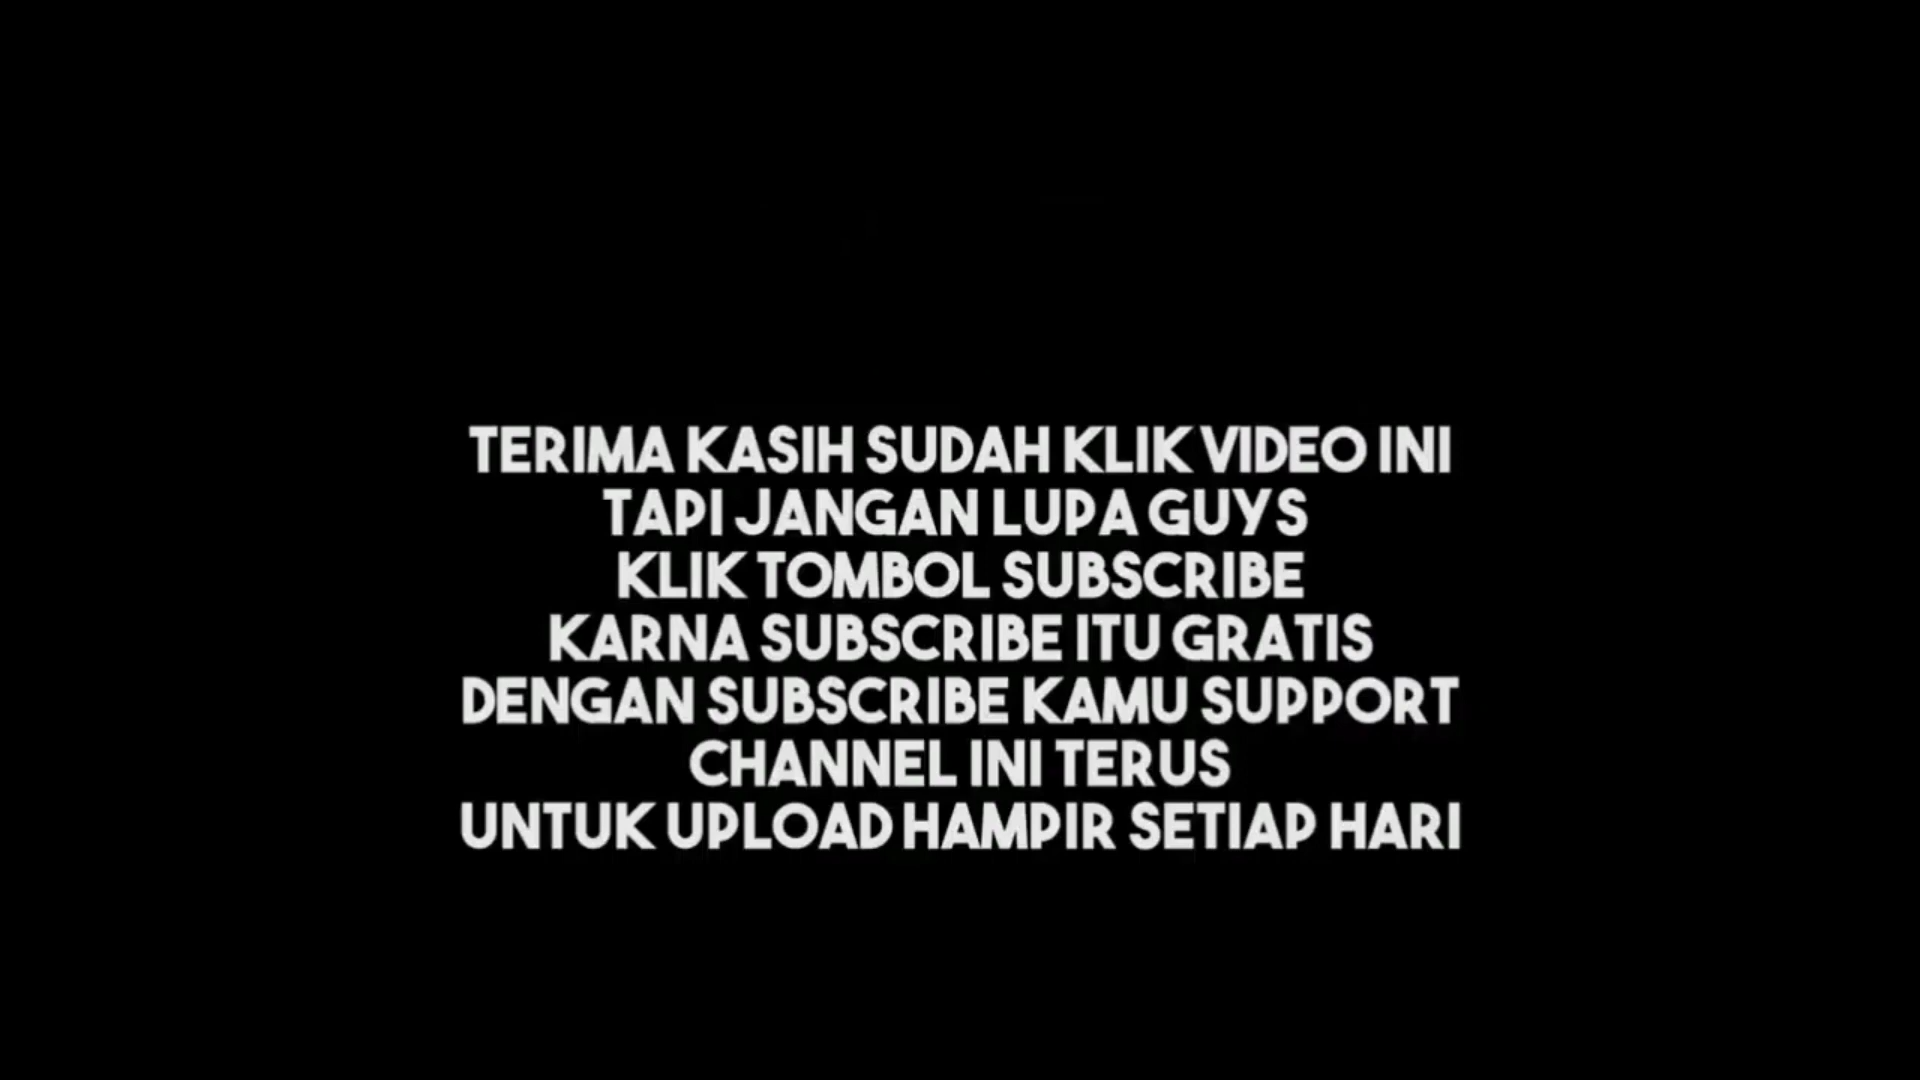 TERIMA KASIH SUDAH KLIK VIDEO INI
TAPI JANGAN LUPA GUYS
KLIK TOMBOL SUBSCRIBE
KARNA SUBSCRIBE ITU GRATIS
DENGAN SUBSCRIBE KAMU SUPPORT
CHANNEL INI TERUS
UNTUK UPLOAD HAMPIR SETIAP HARI